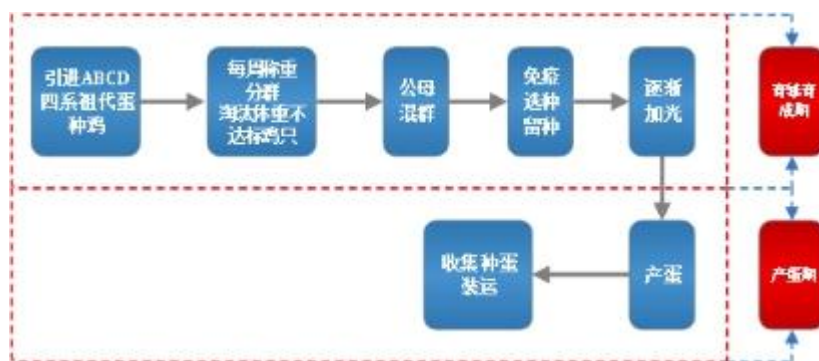 引进ABCD
四系祖代蛋
种鸡
每周称重
分群
淘汰体重不
达标鸡只
公母
混群
免疫
选种
留种
逐渐
加光
育雏育
成期
收集种蛋
装运
产蛋
产蛋期